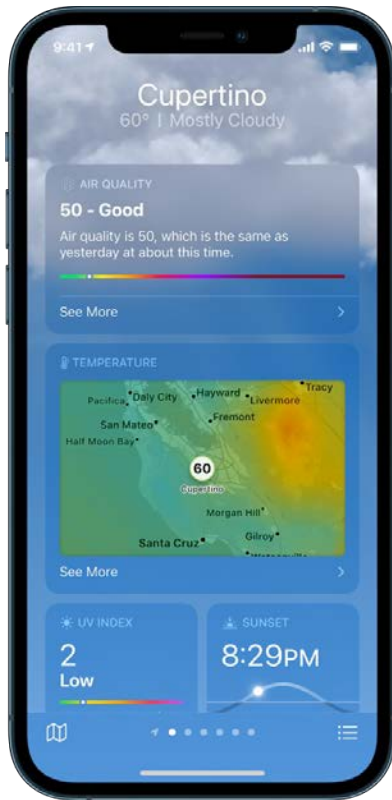 9:41
Cupertino
60° | Mostly Cloudy
AIR QUALITY
50 - Good
Air quality is 50, which is the same as
yesterday at about this time.
See More
TEMPERATURE
Tracy
Pacifica Daly City Hayward Livermore
San Mateo Fremont
Half Moon Bay
60
Cupertino
Morgan Hill
Santa Cruz Gilroy
Watsonville
See More
UV INDEX
2
Low
SUNSET
8:29PM